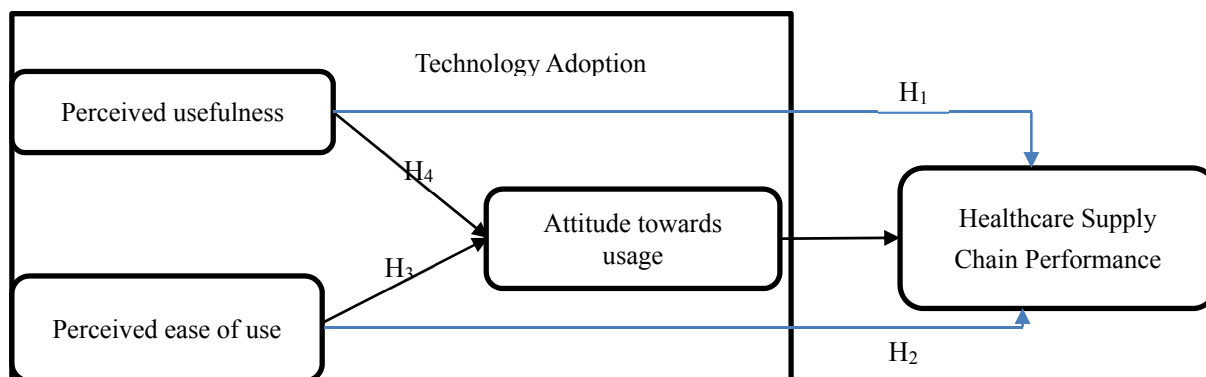 Technology Adoption
Perceived usefulness
H₁
H₄
Attitude towards
usage
Healthcare Supply
Chain Performance
H₃
Perceived ease of use
H₂